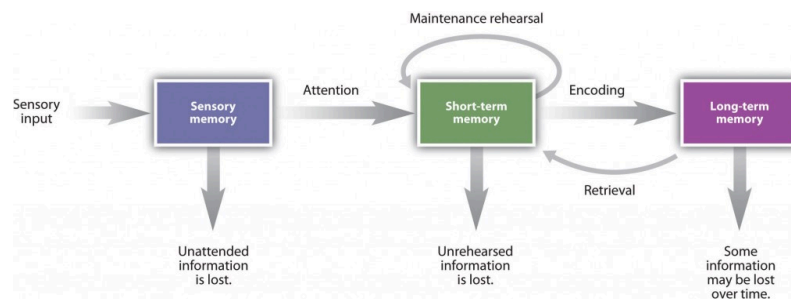 Maintenance rehearsal
Sensory
input
Sensory
memory
Attention
Short-term
memory
Encoding
Long-term
memory
Retrieval
Unattended
information
is lost.
Unrehearsed
information
is lost.
Some
information
may be lost
over time.